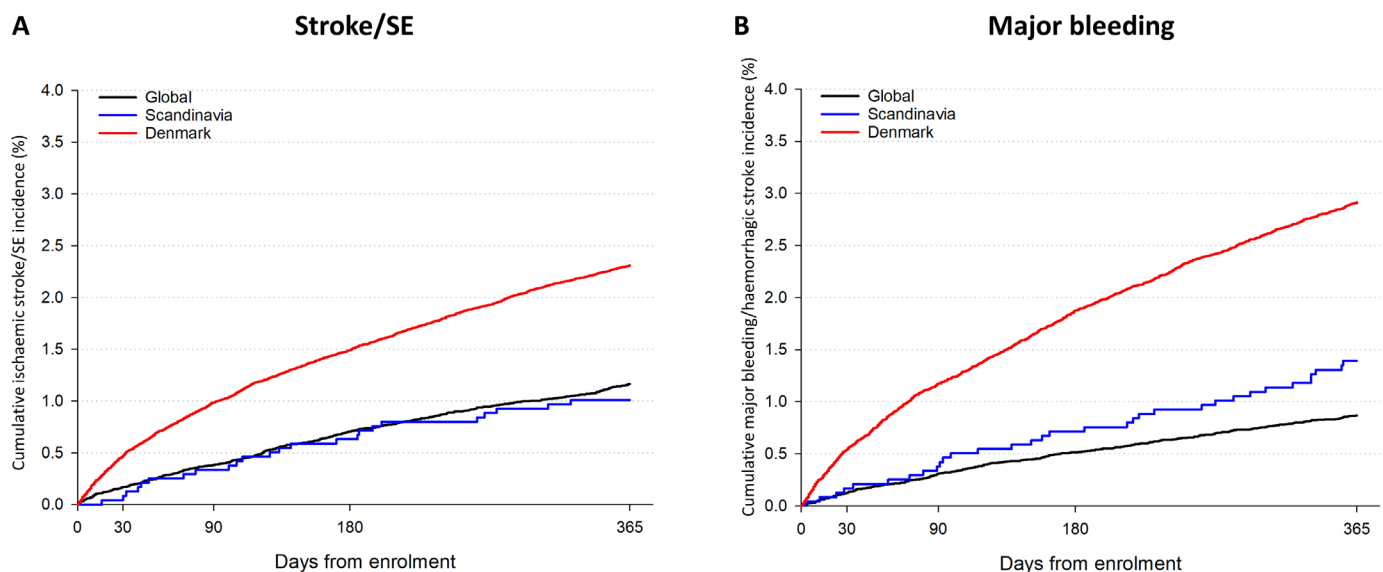 A
Stroke/SE
Cumulative ischaemic stroke/SE incidence (%)
4.0
3.5
3.0
2.5
2.0
1.5
1.0
0.5
0.0
Global
Scandinavia
Denmark
0 30 90 180 365
Days from enrolment
B
Major bleeding
Cumulative major bleeding/haemorrhagic stroke incidence (%)
4.0
3.5
3.0
2.5
2.0
1.5
1.0
0.5
0.0
Global
Scandinavia
Denmark
0 30 90 180 365
Days from enrolment